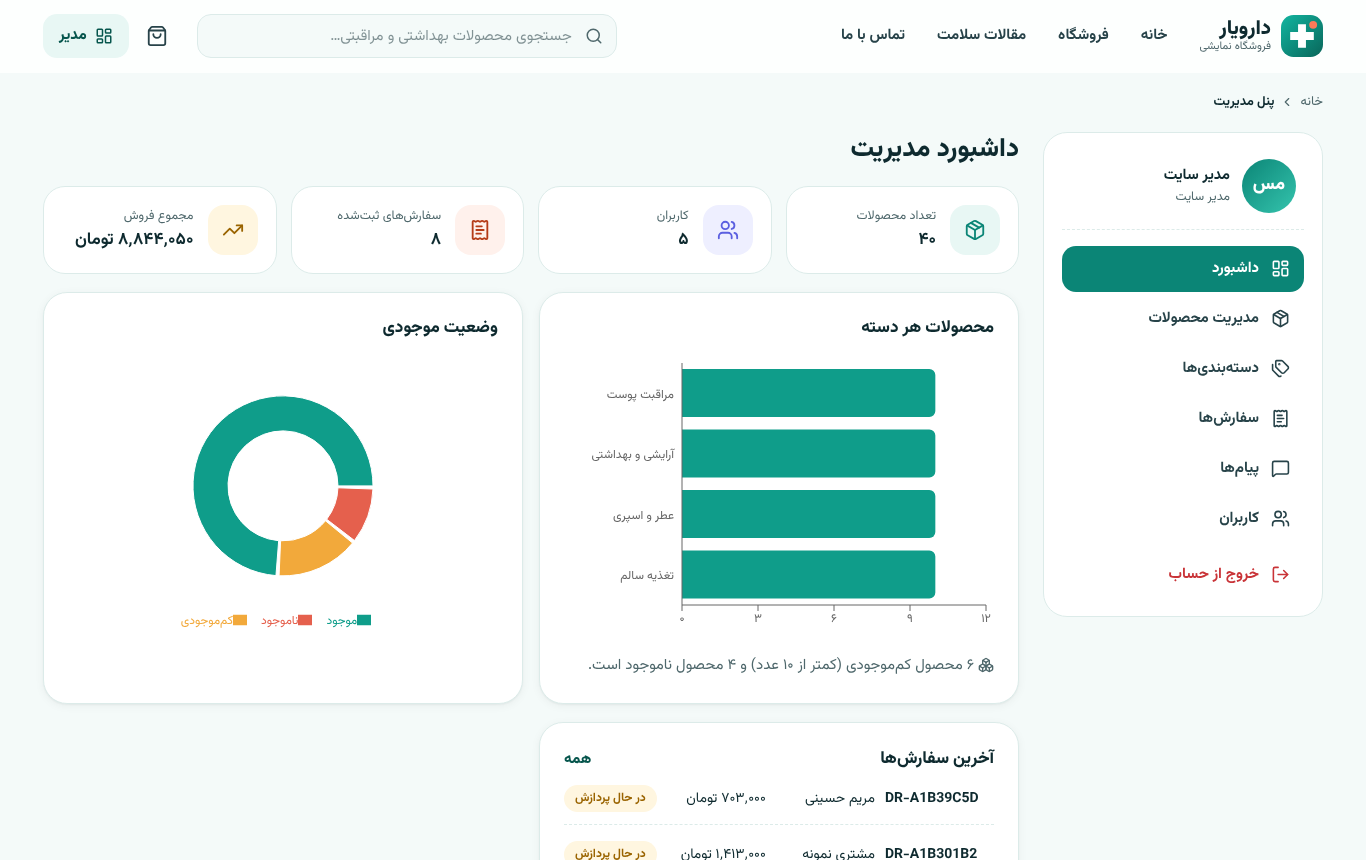 دارویار
فروشگاه نمایشی
خانه
فروشگاه
مقالات سلامت
تماس با ما
جستجوی محصولات بهداشتی و مراقبتی...
مدیر
خانه
پنل مدیریت
مس
مدیر سایت
مدیر سایت
داشبورد
مدیریت محصولات
دسته‌بندی‌ها
سفارش‌ها
پیام‌ها
کاربران
خروج از حساب
داشبورد مدیریت
تعداد محصولات
۴۰
کاربران
۵
سفارش‌های ثبت‌شده
۸
مجموع فروش
۸,۸۴۴,۰۵۰ تومان
محصولات هر دسته
مراقبت پوست
آرایشی و بهداشتی
عطر و اسپری
تغذیه سالم
۰ ۳ ۶ ۹ ۱۲
۶ محصول کم‌موجودی (کمتر از ۱۰ عدد) و ۴ محصول ناموجود است.
وضعیت موجودی
موجود
ناموجود
کم‌موجودی
آخرین سفارش‌ها
همه
DR-A1B39C5D مریم حسینی ۷۰۳,۰۰۰ تومان در حال پردازش
DR-A1B301B2 مشتری نمونه ۱,۴۱۳,۰۰۰ تومان در حال پردازش